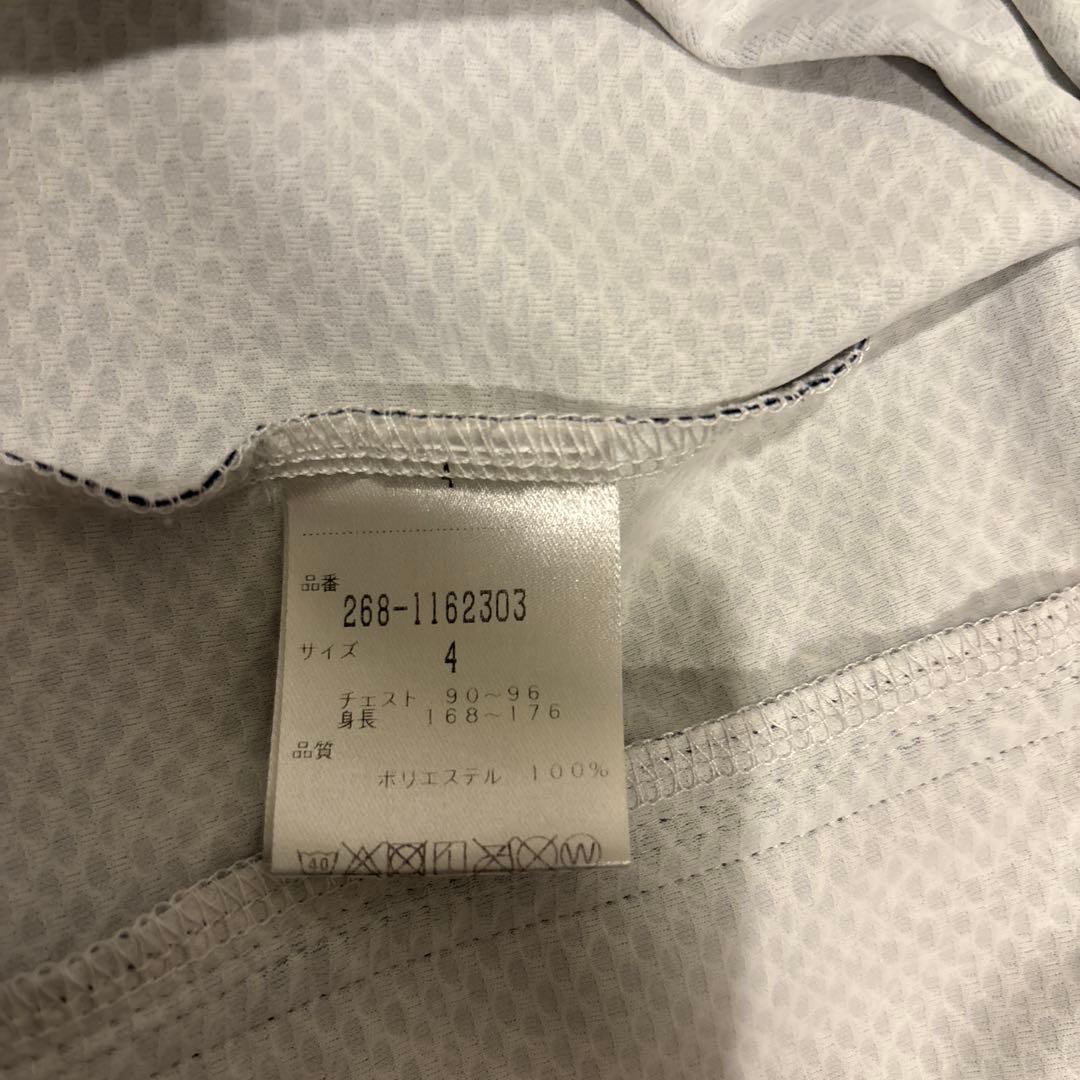 品番
268-1162303
サイズ 4
チェスト 90~96
身長 168~176
品質
ポリエステル 100%
40 W